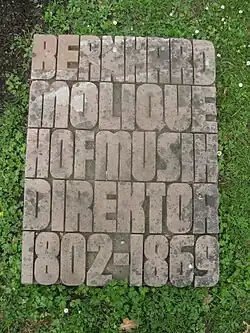 BERNHARD
MOLIQUE
HOFMUSIK
DIREKTOR
1802-1869